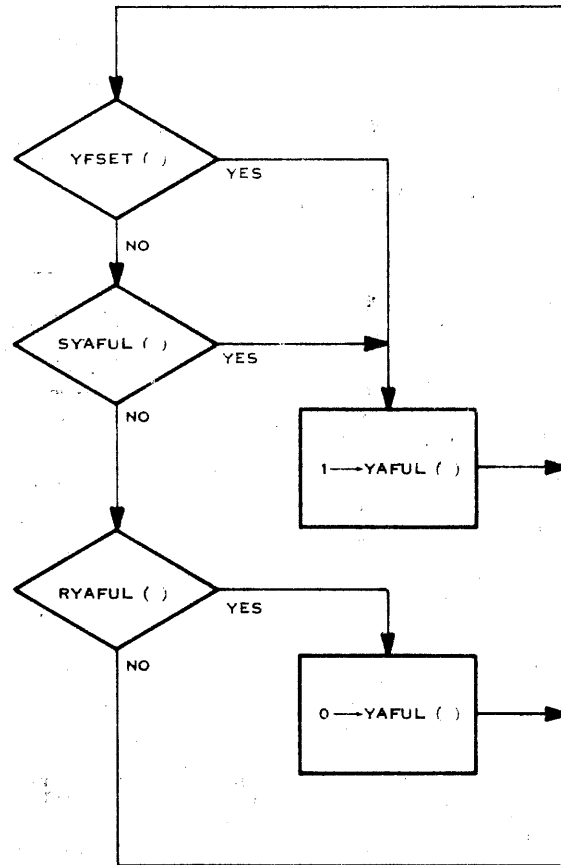 YFSET ( )
YES
NO
SYAFUL ( )
YES
NO
1→YAFUL ( )
RYAFUL ( )
YES
NO
0→YAFUL ( )